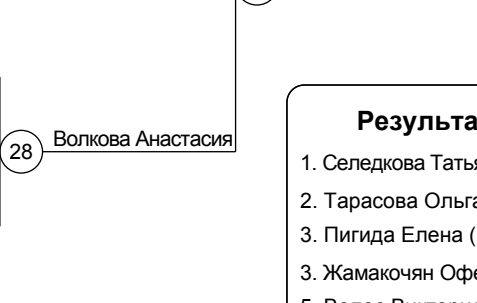 28
Волкова Анастасия
Результа
1. Селедкова Татья
2. Тарасова Ольга
3. Пигида Елена (
3. Жамакочян Офе